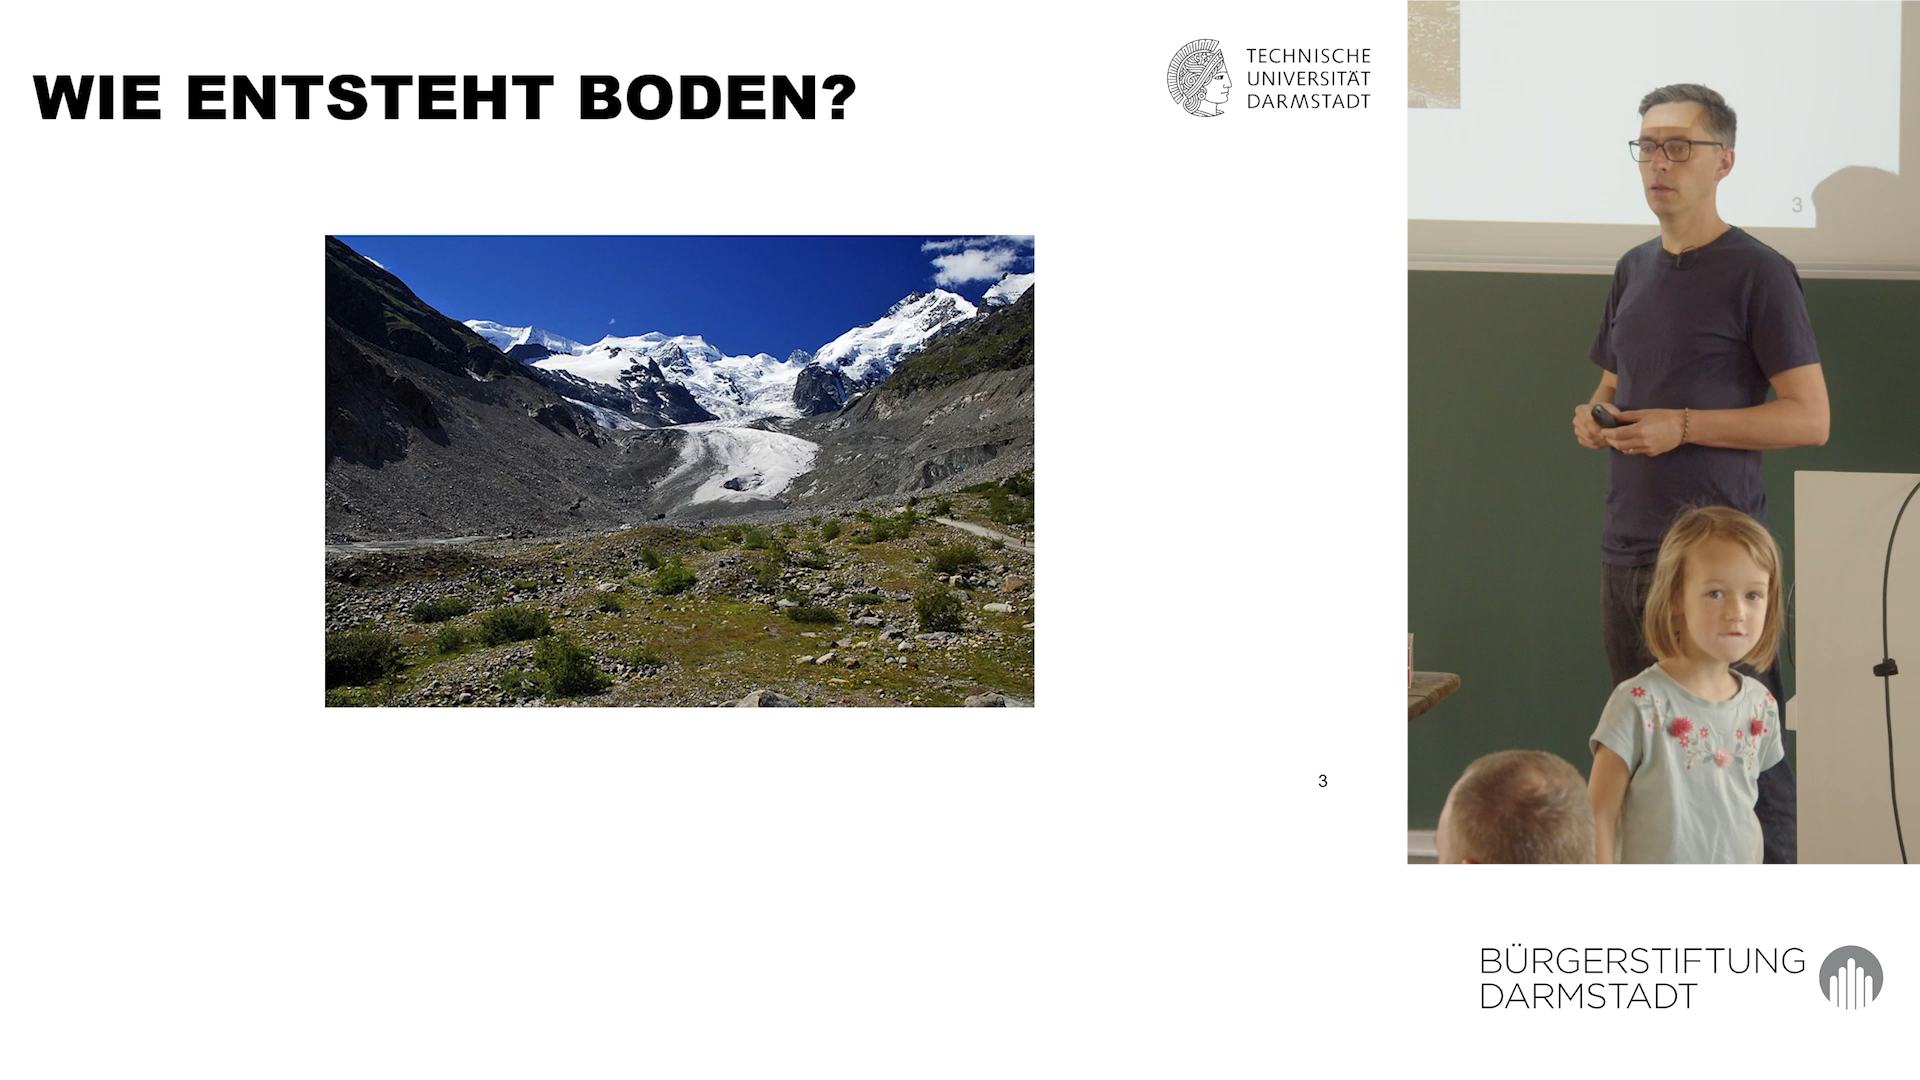 WIE ENTSTEHT BODEN?
TECHNISCHE
UNIVERSITÄT
DARMSTADT
3
3
BÜRGERSTIFTUNG
DARMSTADT